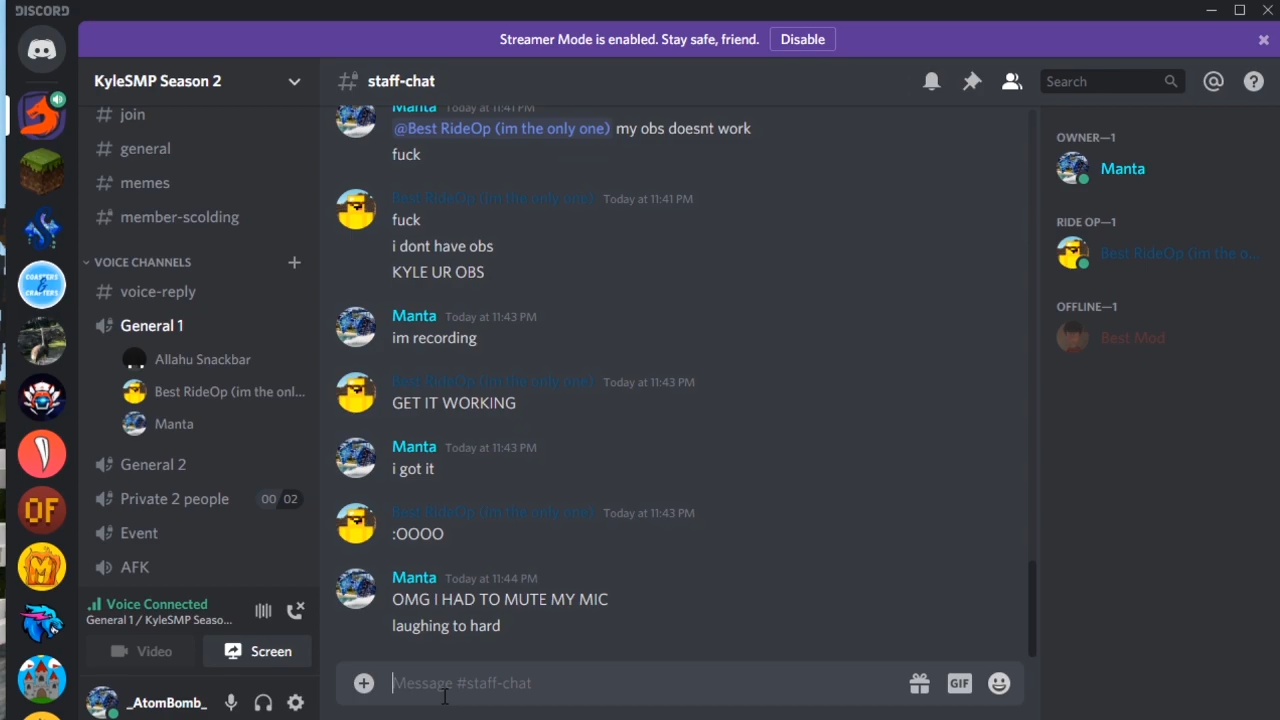 DISCORD
Streamer Mode is enabled. Stay safe, friend. Disable
KyleSMP Season 2
staff-chat
Search
join
general
memes
member-scolding
VOICE CHANNELS
voice-reply
General 1
Allahu Snackbar
Best RideOp (im the onl...
Manta
General 2
Private 2 people 00 02
Event
AFK
Voice Connected
General 1 / KyleSMP Seaso...
Video Screen
_AtomBomb_
Manta Today at 11:41 PM
@Best RideOp (im the only one) my obs doesnt work
fuck
Best RideOp (im the only one) Today at 11:41 PM
fuck
i dont have obs
KYLE UR OBS
Manta Today at 11:43 PM
im recording
Best RideOp (im the only one) Today at 11:43 PM
GET IT WORKING
Manta Today at 11:43 PM
i got it
Best RideOp (im the only one) Today at 11:43 PM
:OOOO
Manta Today at 11:44 PM
OMG I HAD TO MUTE MY MIC
laughing to hard
Message #staff-chat
GIF
OWNER—1
Manta
RIDE OP—1
Best RideOp (im the o...
OFFLINE—1
Best Mod
COASTERS
&
CRAFTERS
OF